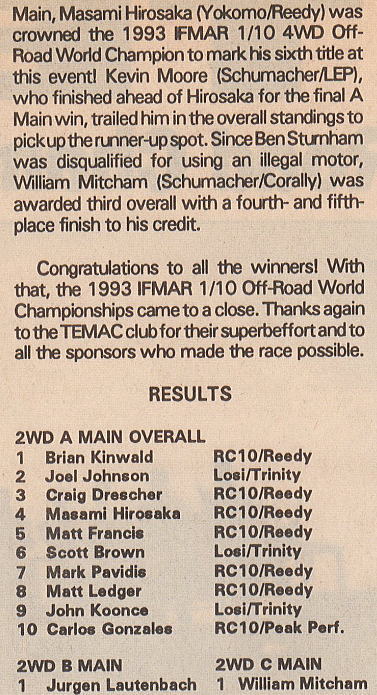 Main, Masami Hirosaka (Yokomo/Reedy) was
crowned the 1993 IFMAR 1/10 4WD Off-
Road World Champion to mark his sixth title at
this event! Kevin Moore (Schumacher/LEP),
who finished ahead of Hirosaka for the final A
Main win, trailed him in the overall standings to
pick up the runner-up spot. Since Ben Sturnham
was disqualified for using an illegal motor,
William Mitcham (Schumacher/Corally) was
awarded third overall with a fourth- and fifth-
place finish to his credit.
Congratulations to all the winners! With
that, the 1993 IFMAR 1/10 Off-Road World
Championships came to a close. Thanks again
to the TEMAC club for their superb effort and to
all the sponsors who made the race possible.
RESULTS
2WD A MAIN OVERALL
1 Brian Kinwald RC10/Reedy
2 Joel Johnson Losi/Trinity
3 Craig Drescher RC10/Reedy
4 Masami Hirosaka RC10/Reedy
5 Matt Francis RC10/Reedy
6 Scott Brown Losi/Trinity
7 Mark Pavidis RC10/Reedy
8 Matt Ledger RC10/Reedy
9 John Koonce Losi/Trinity
10 Carlos Gonzales RC10/Peak Perf.
2WD B MAIN 2WD C MAIN
1 Jurgen Lautenbach 1 William Mitcham